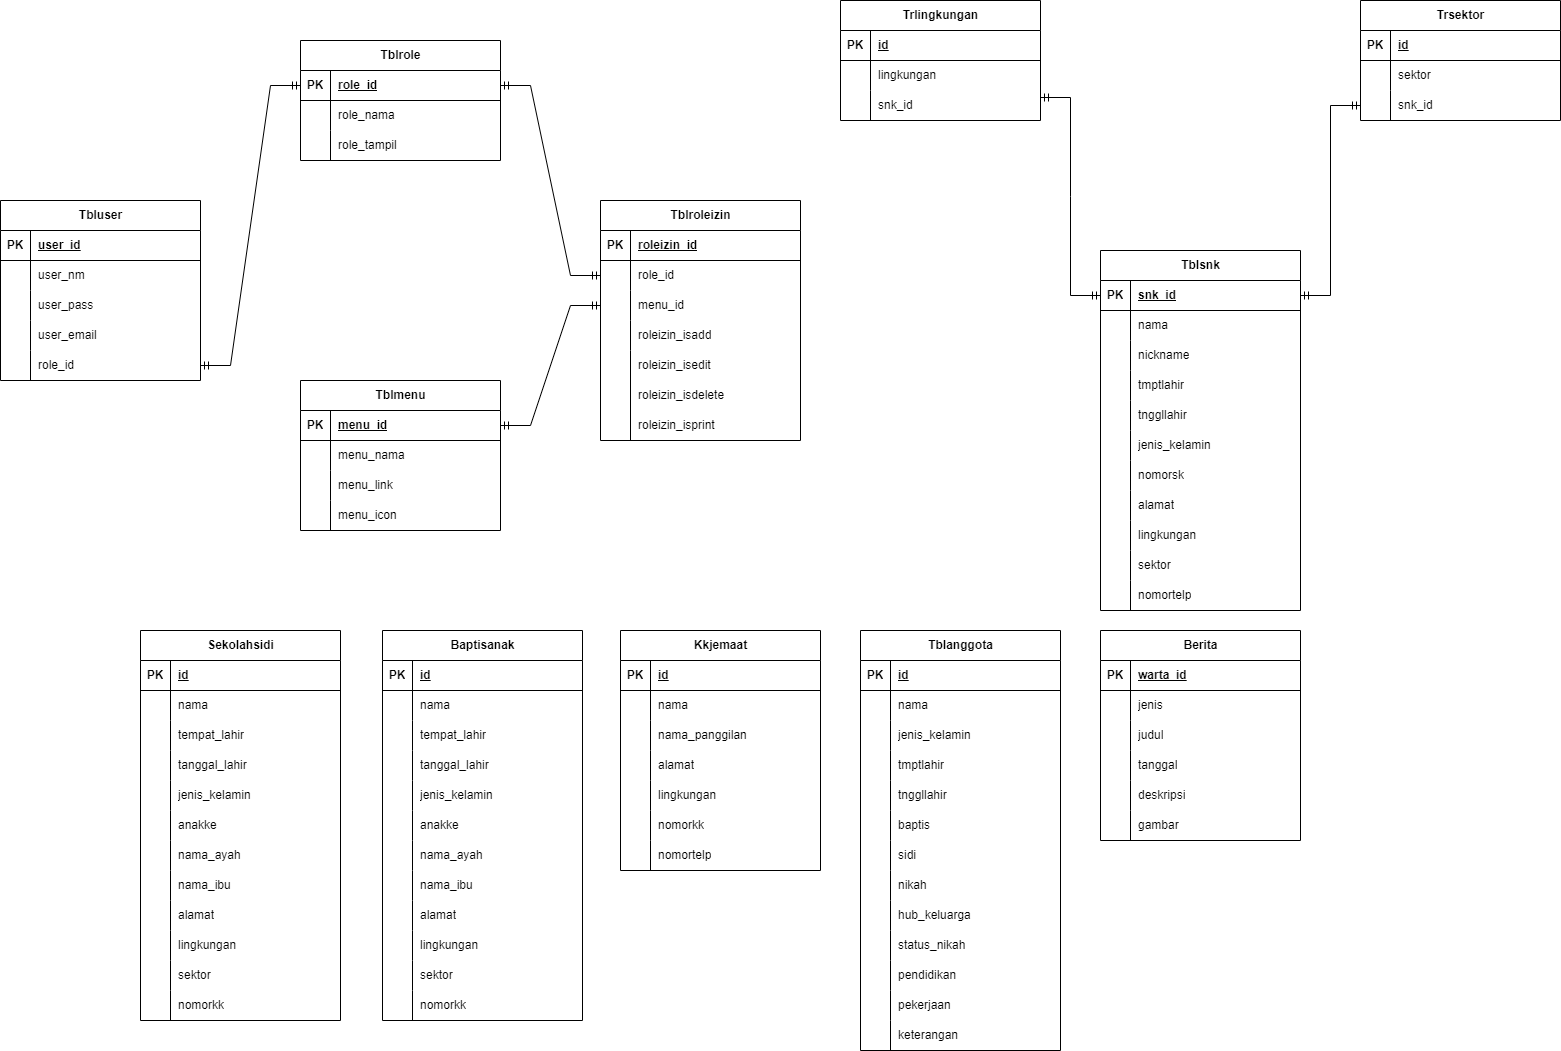 Tblrole
PK role_id
role_nama
role_tampil
Tbluser
PK user_id
user_nm
user_pass
user_email
role_id
Tblroleizin
PK roleizin_id
role_id
menu_id
roleizin_isadd
roleizin_isedit
roleizin_isdelete
roleizin_isprint
Tblmenu
PK menu_id
menu_nama
menu_link
menu_icon
Trlingkungan
PK id
lingkungan
snk_id
Trsektor
PK id
sektor
snk_id
Tblsnk
PK snk_id
nama
nickname
tmptlahir
tnggllahir
jenis_kelamin
nomorsk
alamat
lingkungan
sektor
nomortelp
Sekolahsidi
PK id
nama
tempat_lahir
tanggal_lahir
jenis_kelamin
anakke
nama_ayah
nama_ibu
alamat
lingkungan
sektor
nomorkk
Baptisanak
PK id
nama
tempat_lahir
tanggal_lahir
jenis_kelamin
anakke
nama_ayah
nama_ibu
alamat
lingkungan
sektor
nomorkk
Kkjemaat
PK id
nama
nama_panggilan
alamat
lingkungan
nomorkk
nomortelp
Tblanggota
PK id
nama
jenis_kelamin
tmptlahir
tnggllahir
baptis
sidi
nikah
hub_keluarga
status_nikah
pendidikan
pekerjaan
keterangan
Berita
PK warta_id
jenis
judul
tanggal
deskripsi
gambar